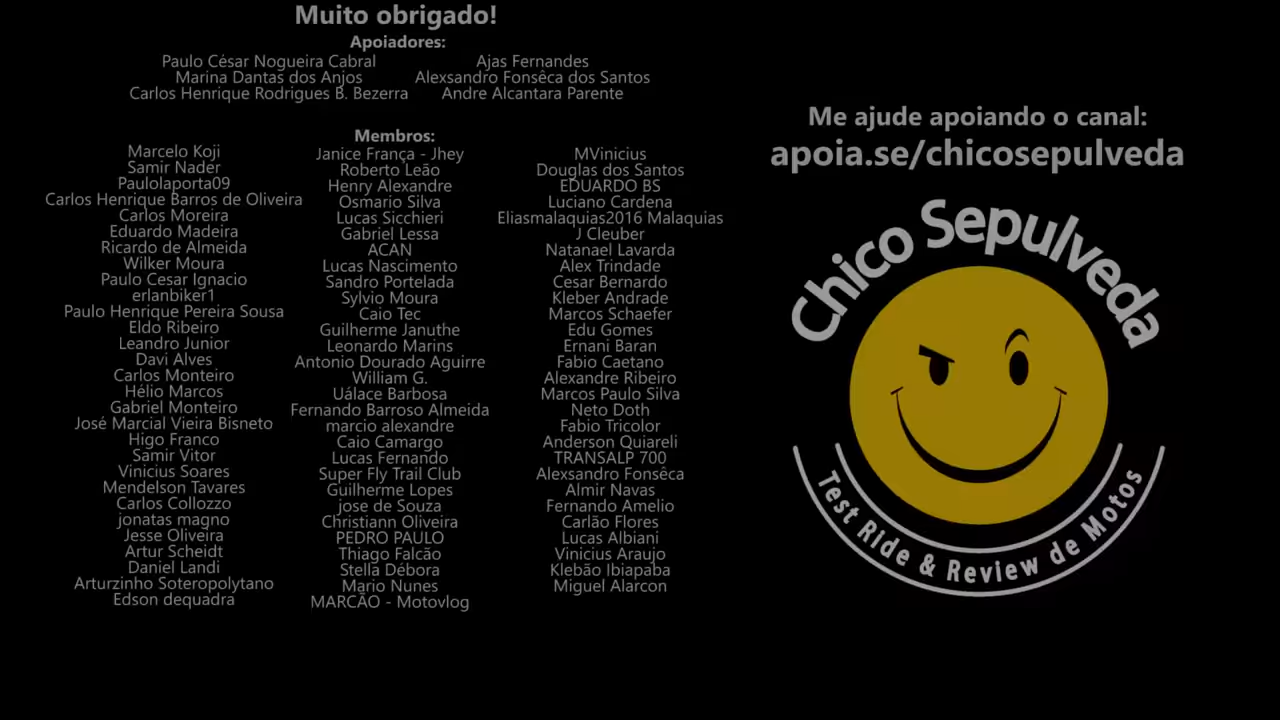 Muito obrigado!
Apoiadores:
Paulo César Nogueira Cabral
Marina Dantas dos Anjos
Carlos Henrique Rodrigues B. Bezerra
Ajas Fernandes
Alexsandro Fonsêca dos Santos
Andre Alcantara Parente
Membros:
Marcelo Koji
Samir Nader
Paulolaporta09
Carlos Henrique Barros de Oliveira
Carlos Moreira
Eduardo Madeira
Ricardo de Almeida
Wilker Moura
Paulo Cesar Ignacio
erlanbiker1
Paulo Henrique Pereira Sousa
Eldo Ribeiro
Leandro Junior
Davi Alves
Carlos Monteiro
Hélio Marcos
Gabriel Monteiro
José Marcial Vieira Bisneto
Higo Franco
Samir Vitor
Vinicius Soares
Mendelson Tavares
Carlos Collozzo
jonatas magno
Jesse Oliveira
Artur Scheidt
Daniel Landi
Arturzinho Soteropolytano
Edson dequadra
Janice França - Jhey
Roberto Leão
Henry Alexandre
Osmario Silva
Lucas Sicchieri
Gabriel Lessa
ACAN
Lucas Nascimento
Sandro Portelada
Sylvio Moura
Caio Tec
Guilherme Januthe
Leonardo Marins
Antonio Dourado Aguirre
William G.
Uálace Barbosa
Fernando Barroso Almeida
marcio alexandre
Caio Camargo
Lucas Fernando
Super Fly Trail Club
Guilherme Lopes
jose de Souza
Christiann Oliveira
PEDRO PAULO
Thiago Falcão
Stella Débora
Mario Nunes
MARCÃO - Motovlog
MVinicius
Douglas dos Santos
EDUARDO BS
Luciano Cardena
Eliasmalaquias2016 Malaquias
J Cleuber
Natanael Lavarda
Alex Trindade
Cesar Bernardo
Kleber Andrade
Marcos Schaefer
Edu Gomes
Ernani Baran
Fabio Caetano
Alexandre Ribeiro
Marcos Paulo Silva
Neto Doth
Fabio Tricolor
Anderson Quiareli
TRANSALP 700
Alexsandro Fonsêca
Almir Navas
Fernando Amelio
Carlão Flores
Lucas Albiani
Vinicius Araujo
Klebão Ibiapaba
Miguel Alarcon
Me ajude apoiando o canal:
apoia.se/chicosepulveda
Chico Sepulveda
Test Ride & Review de Motos